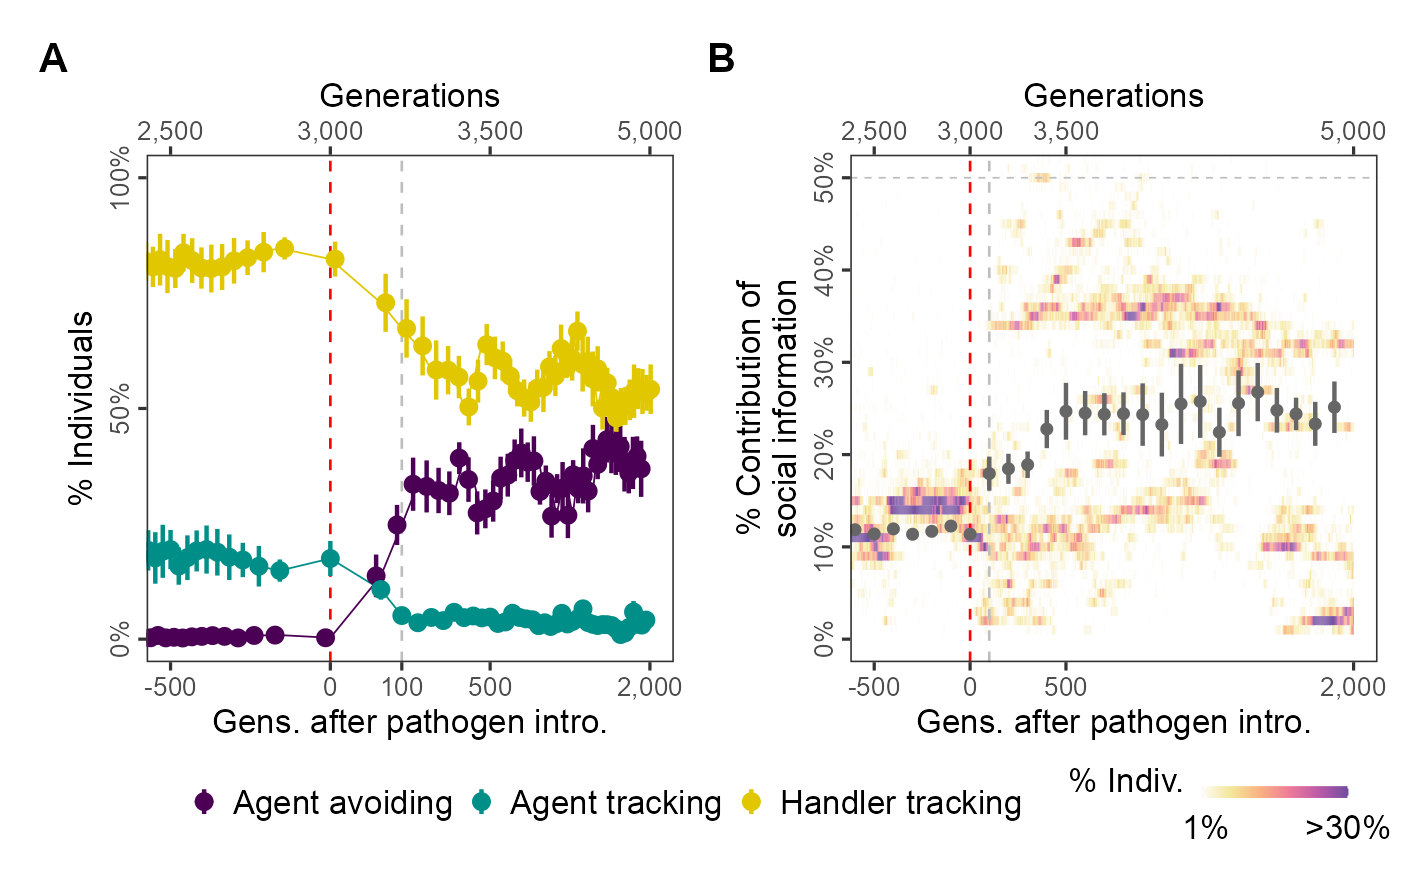 A
B
Generations
2,500 3,000 3,500 5,000
Generations
2,500 3,000 3,500 5,000
% Individuals
100%
50%
0%
% Contribution of
social information
50%
40%
30%
20%
10%
0%
-500 0 100 500 2,000
Gens. after pathogen intro.
-500 0 500 2,000
Gens. after pathogen intro.
Agent avoiding Agent tracking Handler tracking
% Indiv.
1% >30%